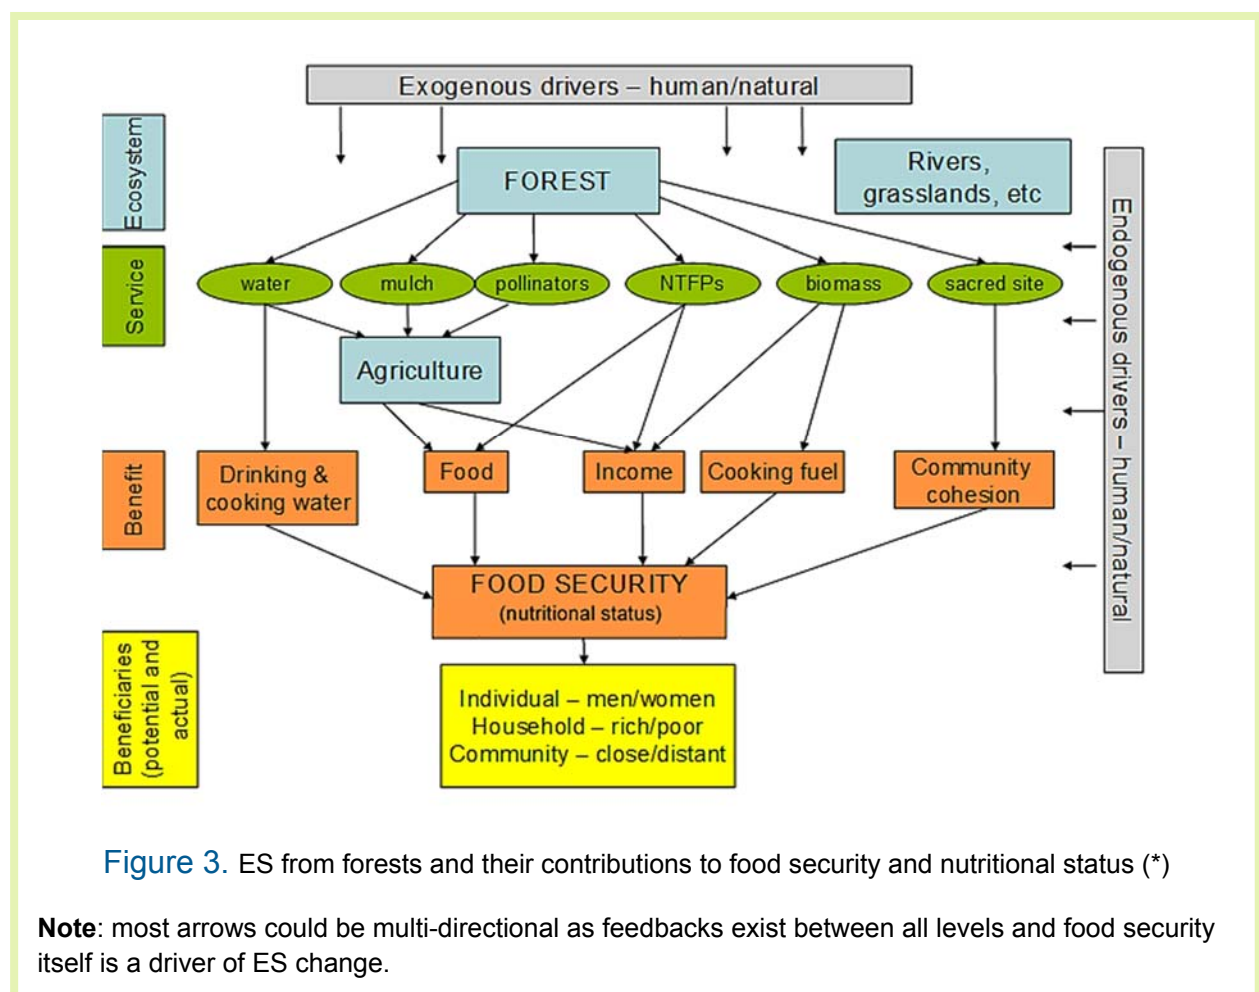 Exogenous drivers – human/natural
Ecosystem
FOREST
Rivers,
grasslands, etc
Endogenous drivers – human/natural
Service
water
mulch
pollinators
NTFPs
biomass
sacred site
Agriculture
Benefit
Drinking &
cooking water
Food
Income
Cooking fuel
Community
cohesion
FOOD SECURITY
(nutritional status)
Beneficiaries
(potential and
actual)
Individual – men/women
Household – rich/poor
Community – close/distant
Figure 3. ES from forests and their contributions to food security and nutritional status (*)
Note: most arrows could be multi-directional as feedbacks exist between all levels and food security
itself is a driver of ES change.